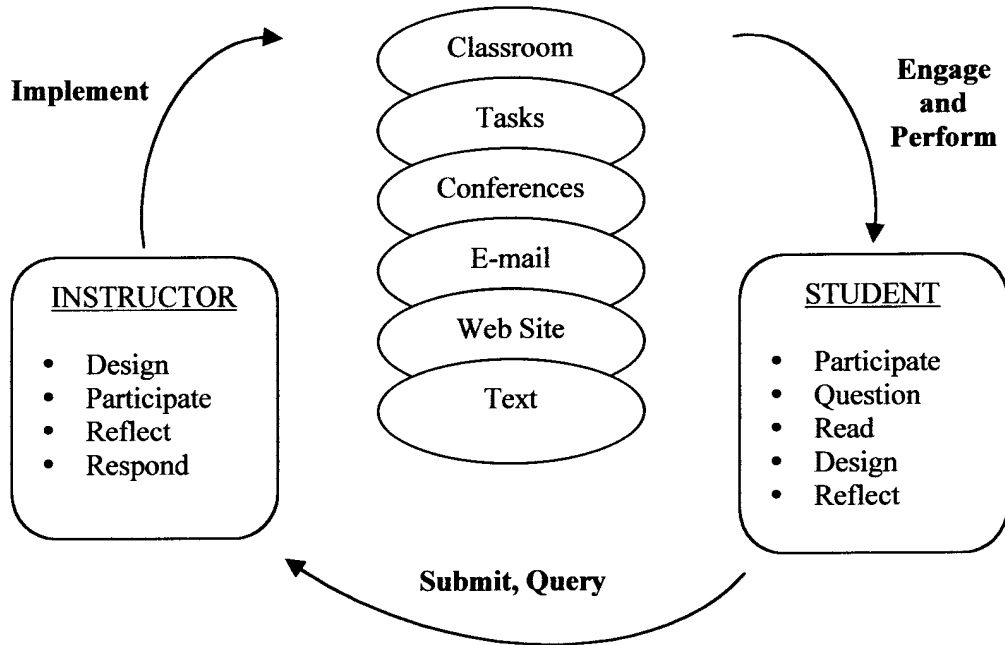 Implement
Classroom
Tasks
Conferences
E-mail
Web Site
Text
Engage
and
Perform
INSTRUCTOR
• Design
• Participate
• Reflect
• Respond
STUDENT
• Participate
• Question
• Read
• Design
• Reflect
Submit, Query